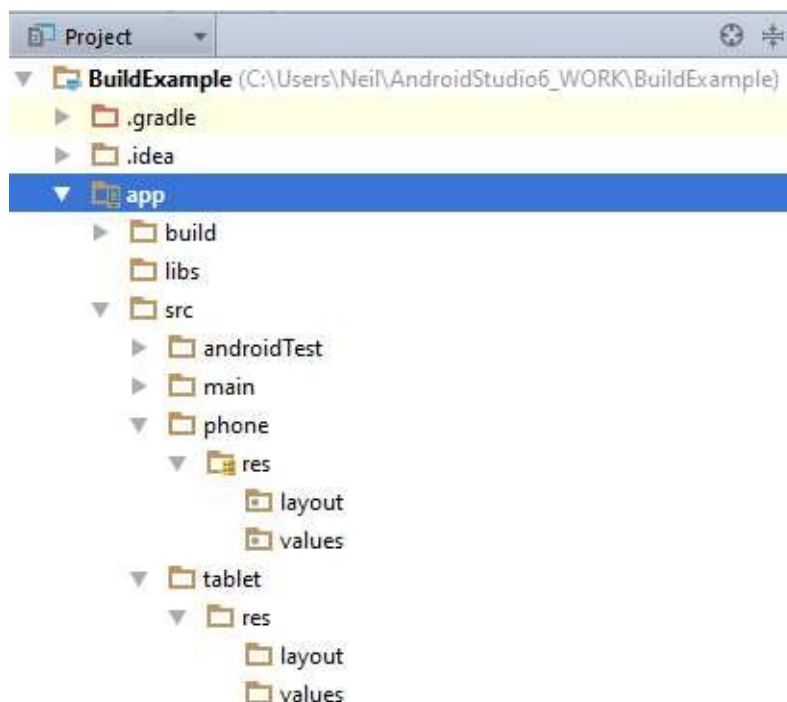 Project
BuildExample (C:\Users\Neil\AndroidStudio6_WORK\BuildExample)
.gradle
.idea
app
build
libs
src
androidTest
main
phone
res
layout
values
tablet
res
layout
values